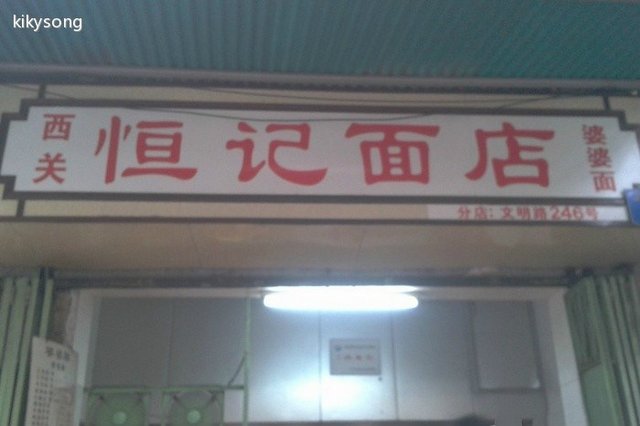 kikysong
西关
恒记面店
婆婆面
分店：文明路246号